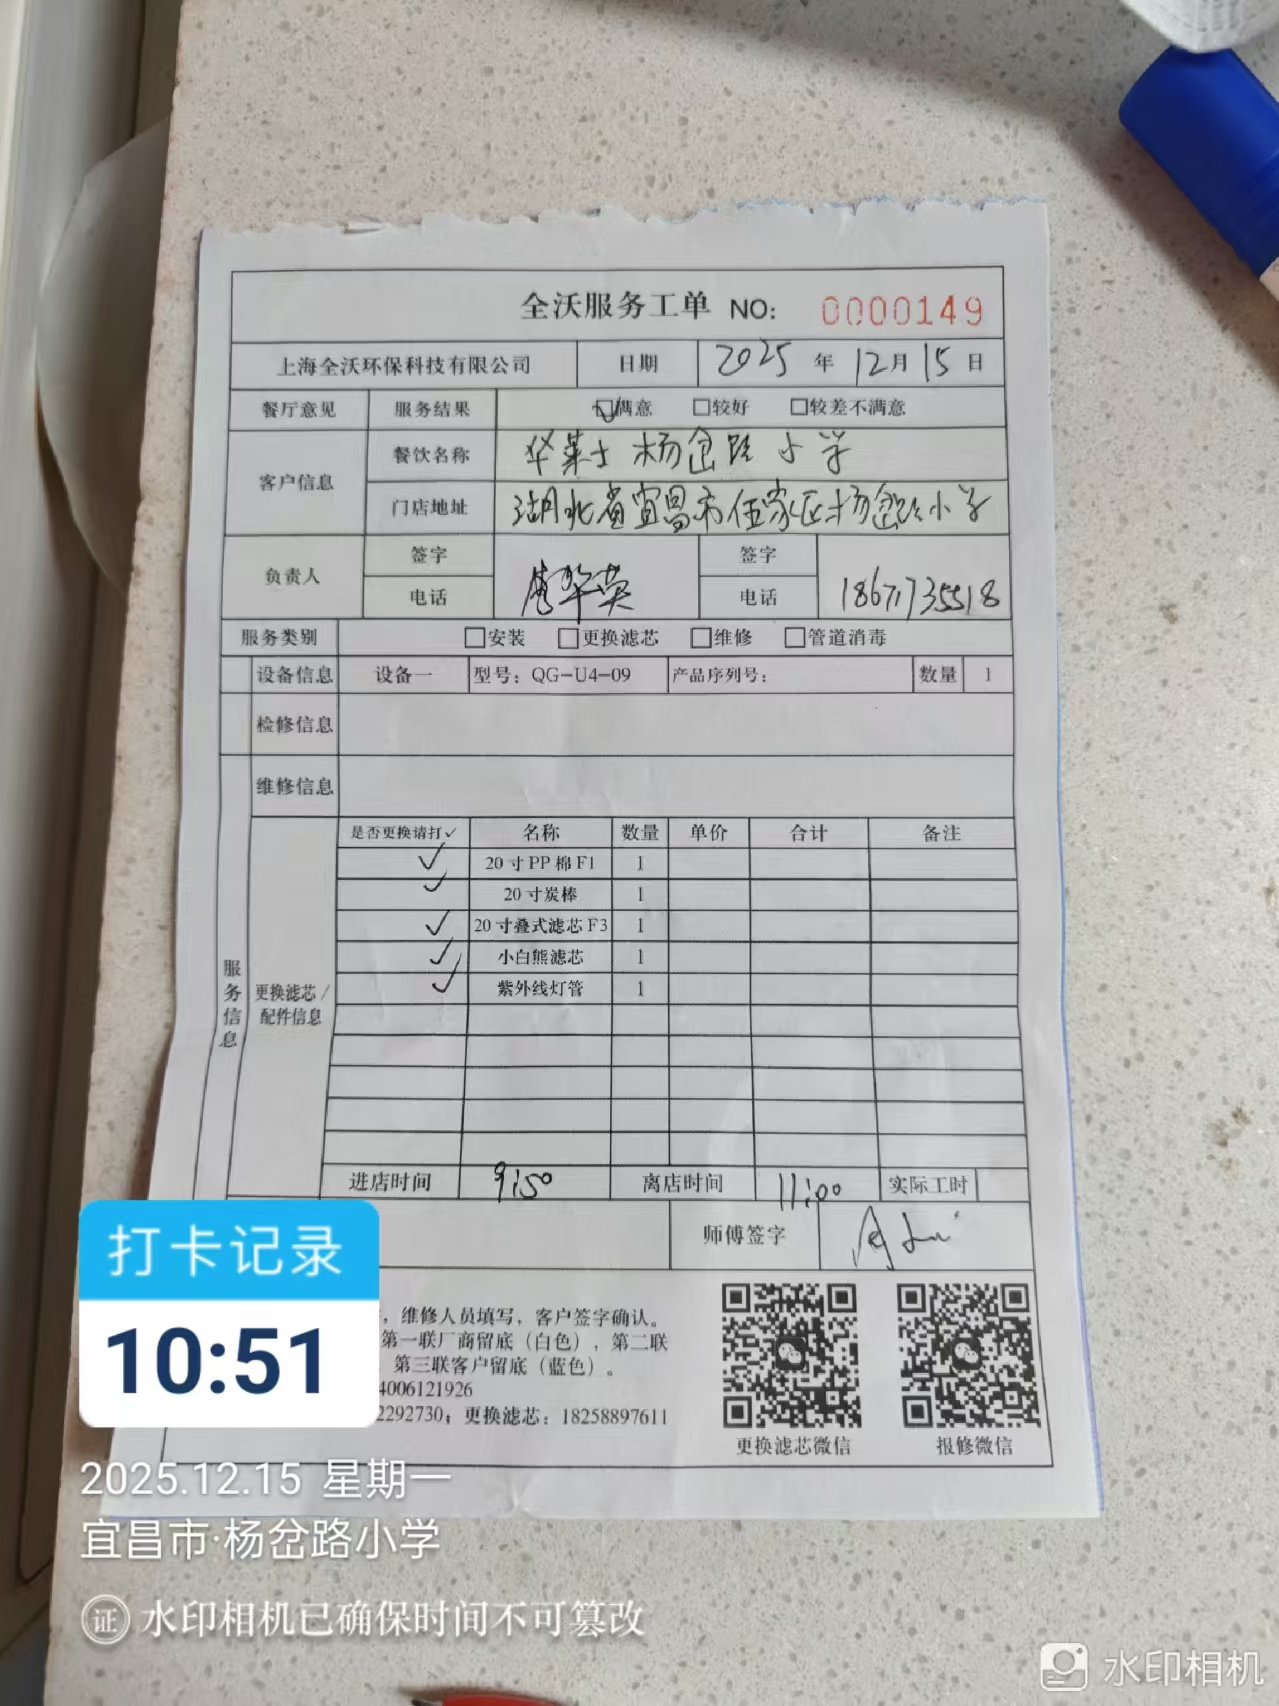 全沃服务工单 NO: 0000149
上海全沃环保科技有限公司 日期 2025 年 12 月 15 日
餐厅意见 服务结果 ☑满意 □较好 □较差不满意
客户信息 餐饮名称 华莱士 杨岔路 小学
门店地址 湖北省宜昌市伍家区杨岔路小学
负责人 签字 签字
电话 华英 电话 18671735518
服务类别 □安装 □更换滤芯 □维修 □管道消毒
设备信息 设备一 型号: QG-U4-09 产品序列号: 数量 1
检修信息
维修信息
服务信息
更换滤芯/
配件信息
是否更换请打✓ 名称 数量 单价 合计 备注
✓ 20寸PP棉F1 1
✓ 20寸炭棒 1
✓ 20寸叠式滤芯F3 1
✓ 小白熊滤芯 1
✓ 紫外线灯管 1
进店时间 9:50 离店时间 11:00 实际工时
师傅签字
，维修人员填写，客户签字确认。
第一联厂商留底（白色），第二联
第三联客户留底（蓝色）。
4006121926
2292730；更换滤芯：18258897611
更换滤芯微信 报修微信
打卡记录
10:51
2025.12.15 星期一
宜昌市·杨岔路小学
证 水印相机已确保时间不可篡改
水印相机